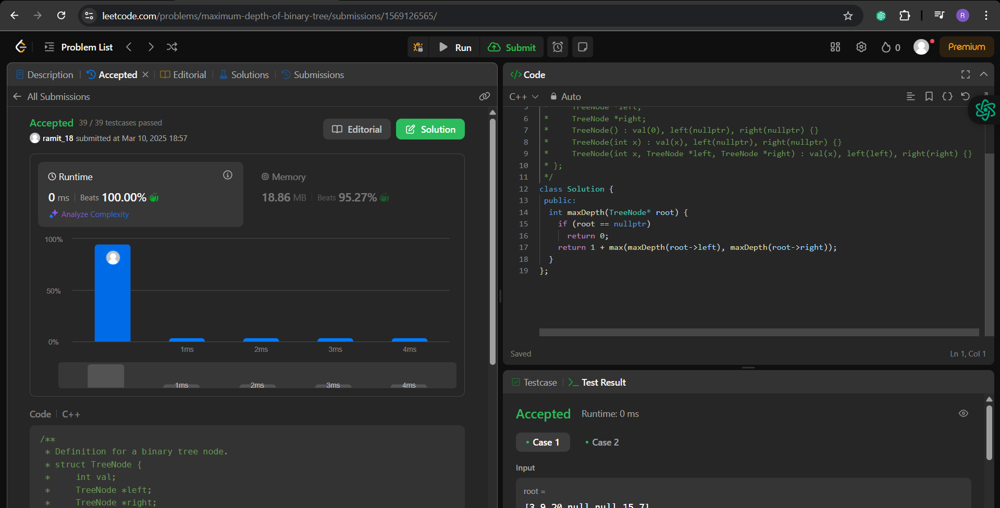 leetcode.com/problems/maximum-depth-of-binary-tree/submissions/1569126565/
R
Problem List
Run
Submit
0
Premium
Description
Accepted
Editorial
Solutions
Submissions
All Submissions
Accepted 39 / 39 testcases passed
ramit_18 submitted at Mar 10, 2025 18:57
Editorial
Solution
Runtime
0 ms Beats 100.00%
Analyze Complexity
Memory
18.86 MB Beats 95.27%
100%
50%
0%
1ms 2ms 3ms 4ms
1ms 2ms 3ms 4ms
Code C++
/**
* Definition for a binary tree node.
* struct TreeNode {
*     int val;
*     TreeNode *left;
*     TreeNode *right;
</> Code
C++ Auto
5 *     TreeNode *left;
6 *     TreeNode *right;
7 *     TreeNode() : val(0), left(nullptr), right(nullptr) {}
8 *     TreeNode(int x) : val(x), left(nullptr), right(nullptr) {}
9 *     TreeNode(int x, TreeNode *left, TreeNode *right) : val(x), left(left), right(right) {}
10 * };
11 */
12 class Solution {
13 public:
14 int maxDepth(TreeNode* root) {
15 if (root == nullptr)
16 return 0;
17 return 1 + max(maxDepth(root->left), maxDepth(root->right));
18 }
19 };
Saved
Ln 1, Col 1
Testcase
Test Result
Accepted Runtime: 0 ms
Case 1
Case 2
Input
root =
[3,9,20,null,null,15,7]